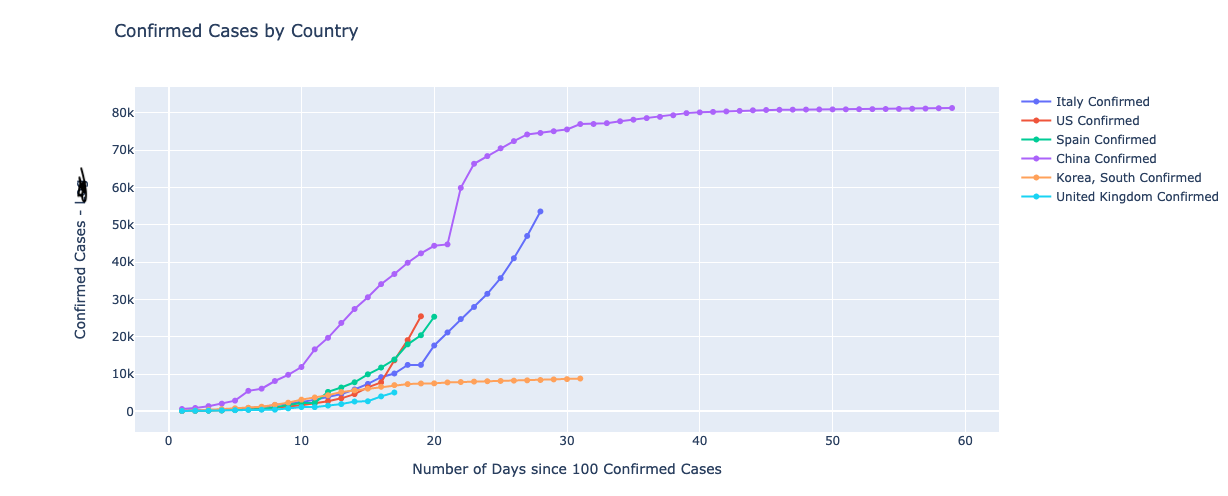 Confirmed Cases by Country
Confirmed Cases -
80k
70k
60k
50k
40k
30k
20k
10k
0
0 10 20 30 40 50 60
Number of Days since 100 Confirmed Cases
Italy Confirmed
US Confirmed
Spain Confirmed
China Confirmed
Korea, South Confirmed
United Kingdom Confirmed